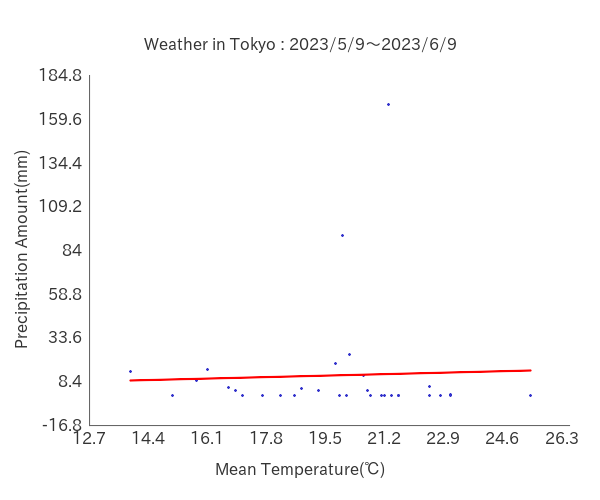 Weather in Tokyo : 2023/5/9～2023/6/9
184.8
159.6
134.4
109.2
84
58.8
33.6
8.4
-16.8
Precipitation Amount(mm)
12.7 14.4 16.1 17.8 19.5 21.2 22.9 24.6 26.3
Mean Temperature(℃)